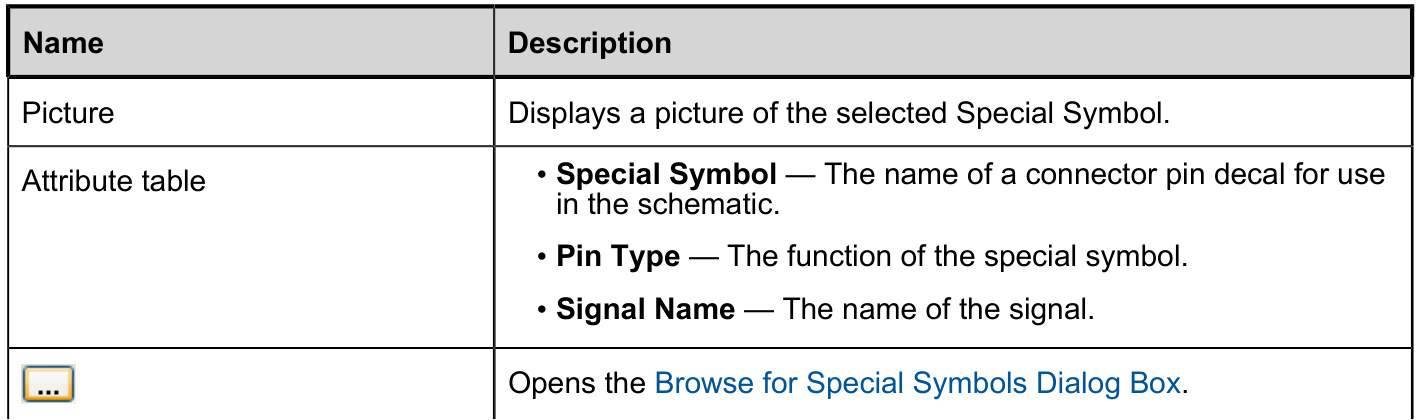 Name Description
Picture Displays a picture of the selected Special Symbol.
Attribute table • Special Symbol — The name of a connector pin decal for use
in the schematic.
• Pin Type — The function of the special symbol.
• Signal Name — The name of the signal.
... Opens the Browse for Special Symbols Dialog Box.